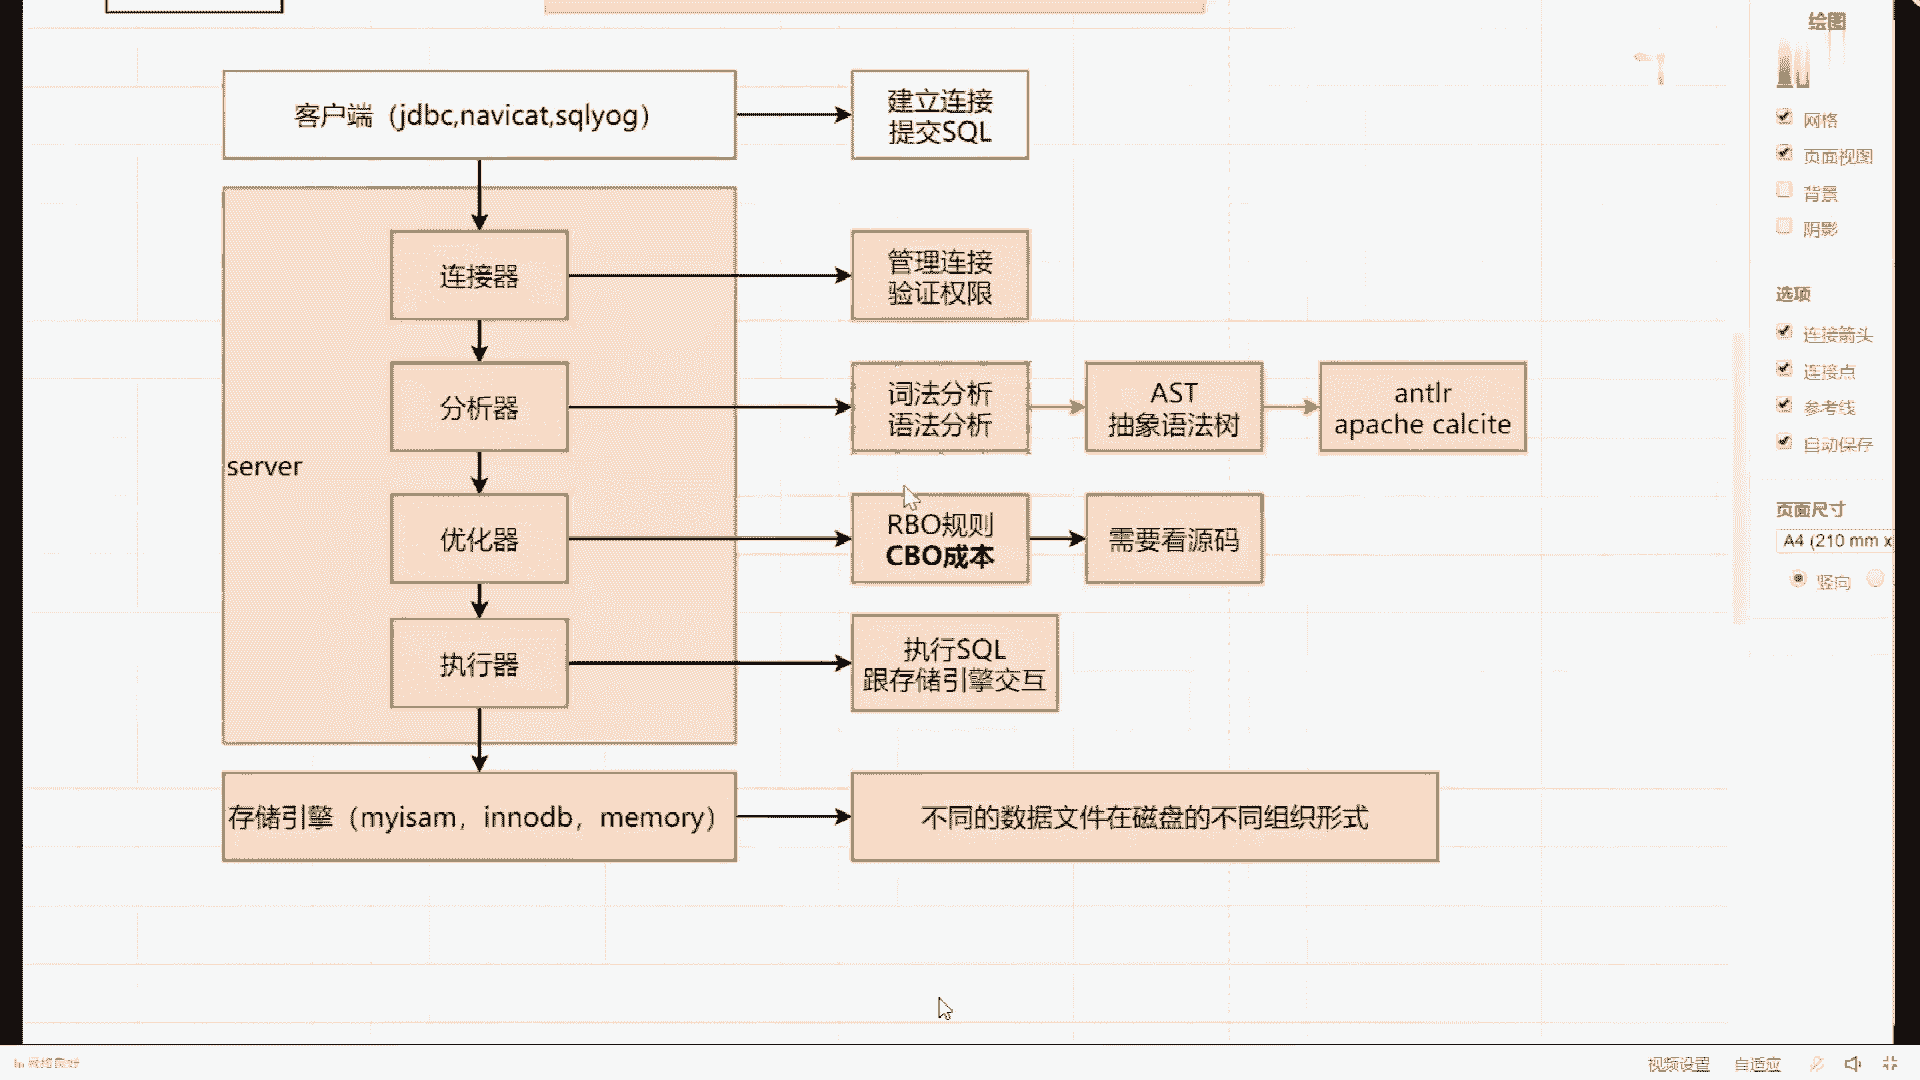 客户端（jdbc,navicat,sqlyog）
建立连接
提交SQL
连接器
管理连接
验证权限
分析器
词法分析
语法分析
AST
抽象语法树
antlr
apache calcite
server
优化器
RBO规则
CBO成本
需要看源码
执行器
执行SQL
跟存储引擎交互
存储引擎（myisam，innodb，memory）
不同的数据文件在磁盘的不同组织形式
绘图
网格
页面视图
背景
阴影
选项
连接箭头
连接点
参考线
自动保存
页面尺寸
A4 (210 mm x
竖向
网络良好
视频设置
自适应